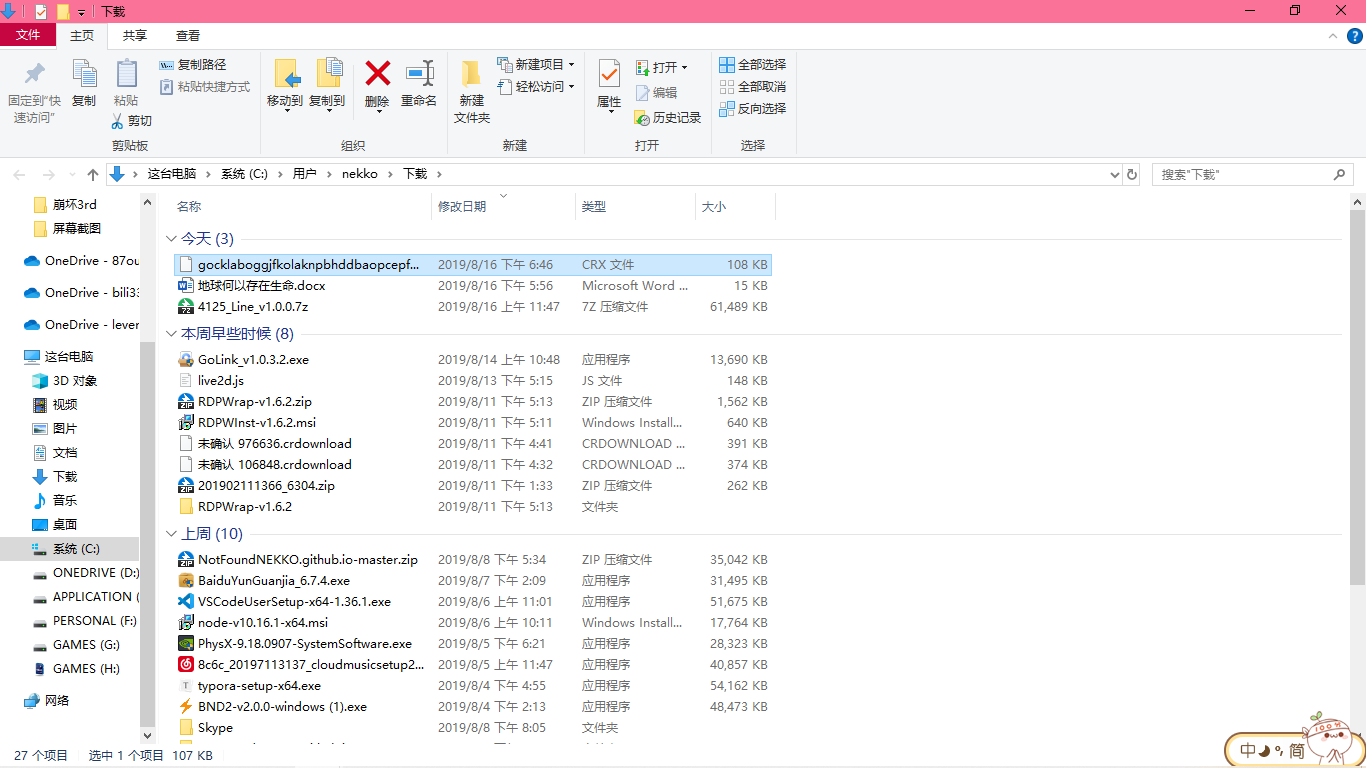 下载
文件 主页 共享 查看
固定到"快速访问"
复制
粘贴
复制路径
粘贴快捷方式
剪切
剪贴板
移动到 复制到 删除 重命名
组织
新建文件夹
新建项目
轻松访问
新建
属性
打开
编辑
历史记录
打开
全部选择
全部取消
反向选择
选择
这台电脑 系统 (C:) 用户 nekko 下载
搜索"下载"
崩坏3rd
屏幕截图
OneDrive - 87ou
OneDrive - bili33
OneDrive - lever
这台电脑
3D 对象
视频
图片
文档
下载
音乐
桌面
系统 (C:)
ONEDRIVE (D:)
APPLICATION (
PERSONAL (F:)
GAMES (G:)
GAMES (H:)
网络
名称 修改日期 类型 大小
今天 (3)
gocklaboggjfkolaknpbhddbaopcepf... 2019/8/16 下午 6:46 CRX 文件 108 KB
地球何以存在生命.docx 2019/8/16 下午 5:56 Microsoft Word ... 15 KB
4125_Line_v1.0.0.7z 2019/8/16 上午 11:47 7Z 压缩文件 61,489 KB
本周早些时候 (8)
GoLink_v1.0.3.2.exe 2019/8/14 上午 10:48 应用程序 13,690 KB
live2d.js 2019/8/13 下午 5:15 JS 文件 148 KB
RDPWrap-v1.6.2.zip 2019/8/11 下午 5:13 ZIP 压缩文件 1,562 KB
RDPWInst-v1.6.2.msi 2019/8/11 下午 5:11 Windows Install... 640 KB
未确认 976636.crdownload 2019/8/11 下午 4:41 CRDOWNLOAD ... 391 KB
未确认 106848.crdownload 2019/8/11 下午 4:32 CRDOWNLOAD ... 374 KB
201902111366_6304.zip 2019/8/11 下午 1:33 ZIP 压缩文件 262 KB
RDPWrap-v1.6.2 2019/8/11 下午 5:13 文件夹
上周 (10)
NotFoundNEKKO.github.io-master.zip 2019/8/8 下午 5:34 ZIP 压缩文件 35,042 KB
BaiduYunGuanjia_6.7.4.exe 2019/8/7 下午 2:09 应用程序 31,495 KB
VSCodeUserSetup-x64-1.36.1.exe 2019/8/6 上午 11:01 应用程序 51,675 KB
node-v10.16.1-x64.msi 2019/8/6 上午 10:11 Windows Install... 17,764 KB
PhysX-9.18.0907-SystemSoftware.exe 2019/8/5 下午 6:21 应用程序 28,323 KB
8c6c_20197113137_cloudmusicsetup2... 2019/8/5 上午 11:47 应用程序 40,857 KB
typora-setup-x64.exe 2019/8/4 下午 4:55 应用程序 54,162 KB
BND2-v2.0.0-windows (1).exe 2019/8/4 下午 2:13 应用程序 48,473 KB
Skype 2019/8/8 下午 8:05 文件夹
27 个项目 选中 1 个项目 107 KB
中 简
100%